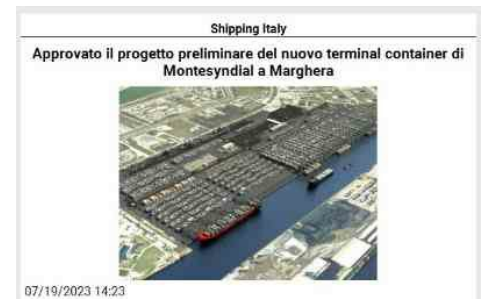 Shipping Italy
Approvato il progetto preliminare del nuovo terminal container di
Montesyndial a Marghera
07/19/2023 14:23